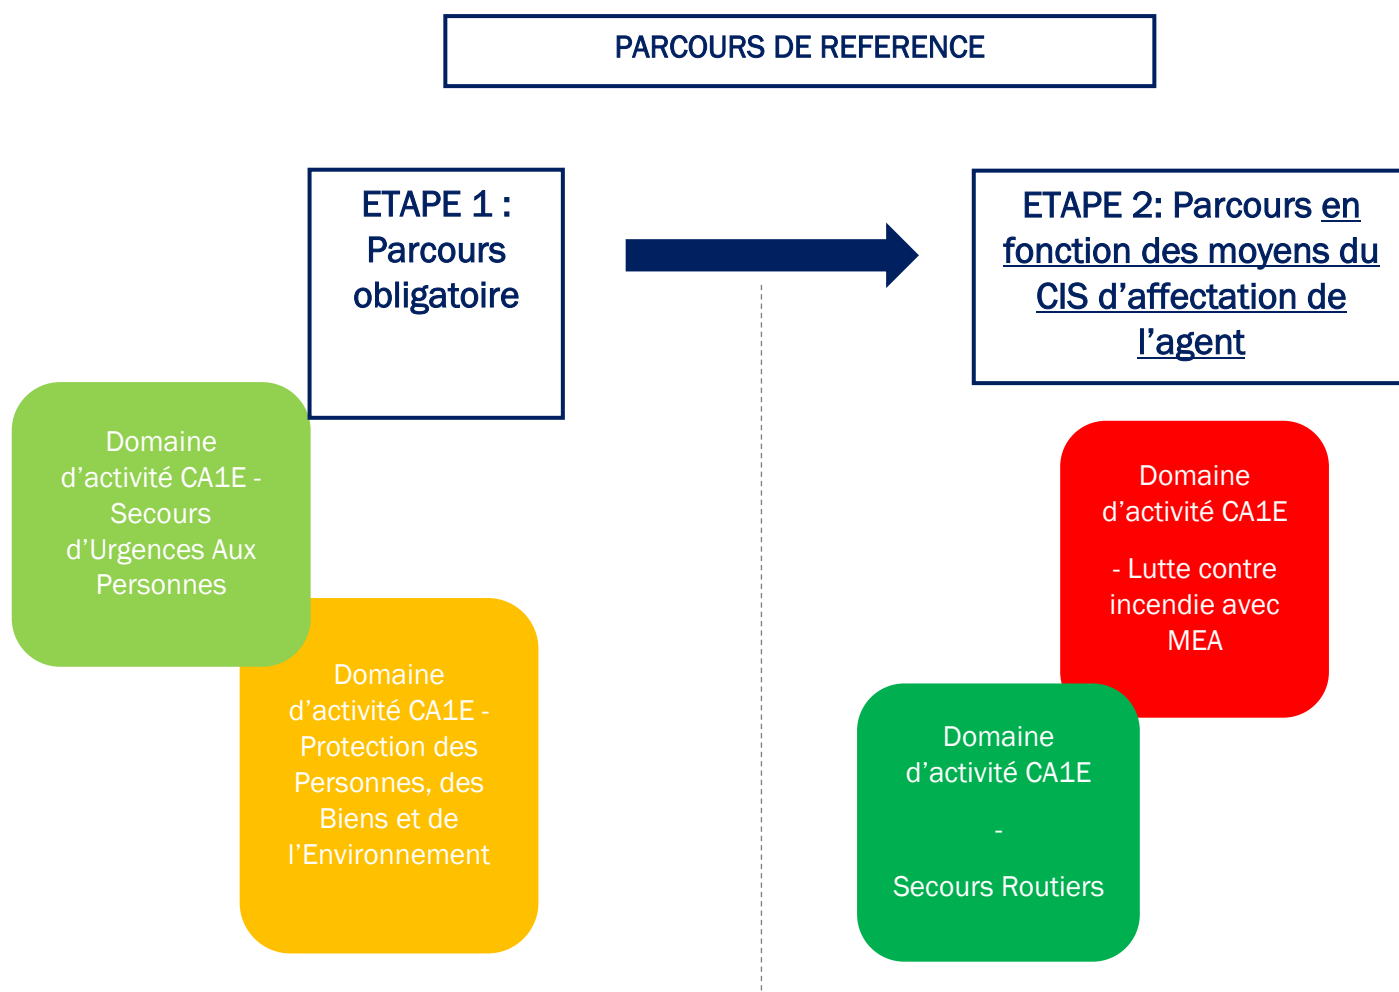 PARCOURS DE REFERENCE
ETAPE 1 :
Parcours
obligatoire
ETAPE 2: Parcours en
fonction des moyens du
CIS d’affectation de
l’agent
Domaine
d’activité CA1E -
Secours
d’Urgences Aux
Personnes
Domaine
d’activité CA1E -
Protection des
Personnes, des
Biens et de
l’Environnement
Domaine
d’activité CA1E
- Lutte contre
incendie avec
MEA
Domaine
d’activité CA1E
-
Secours Routiers